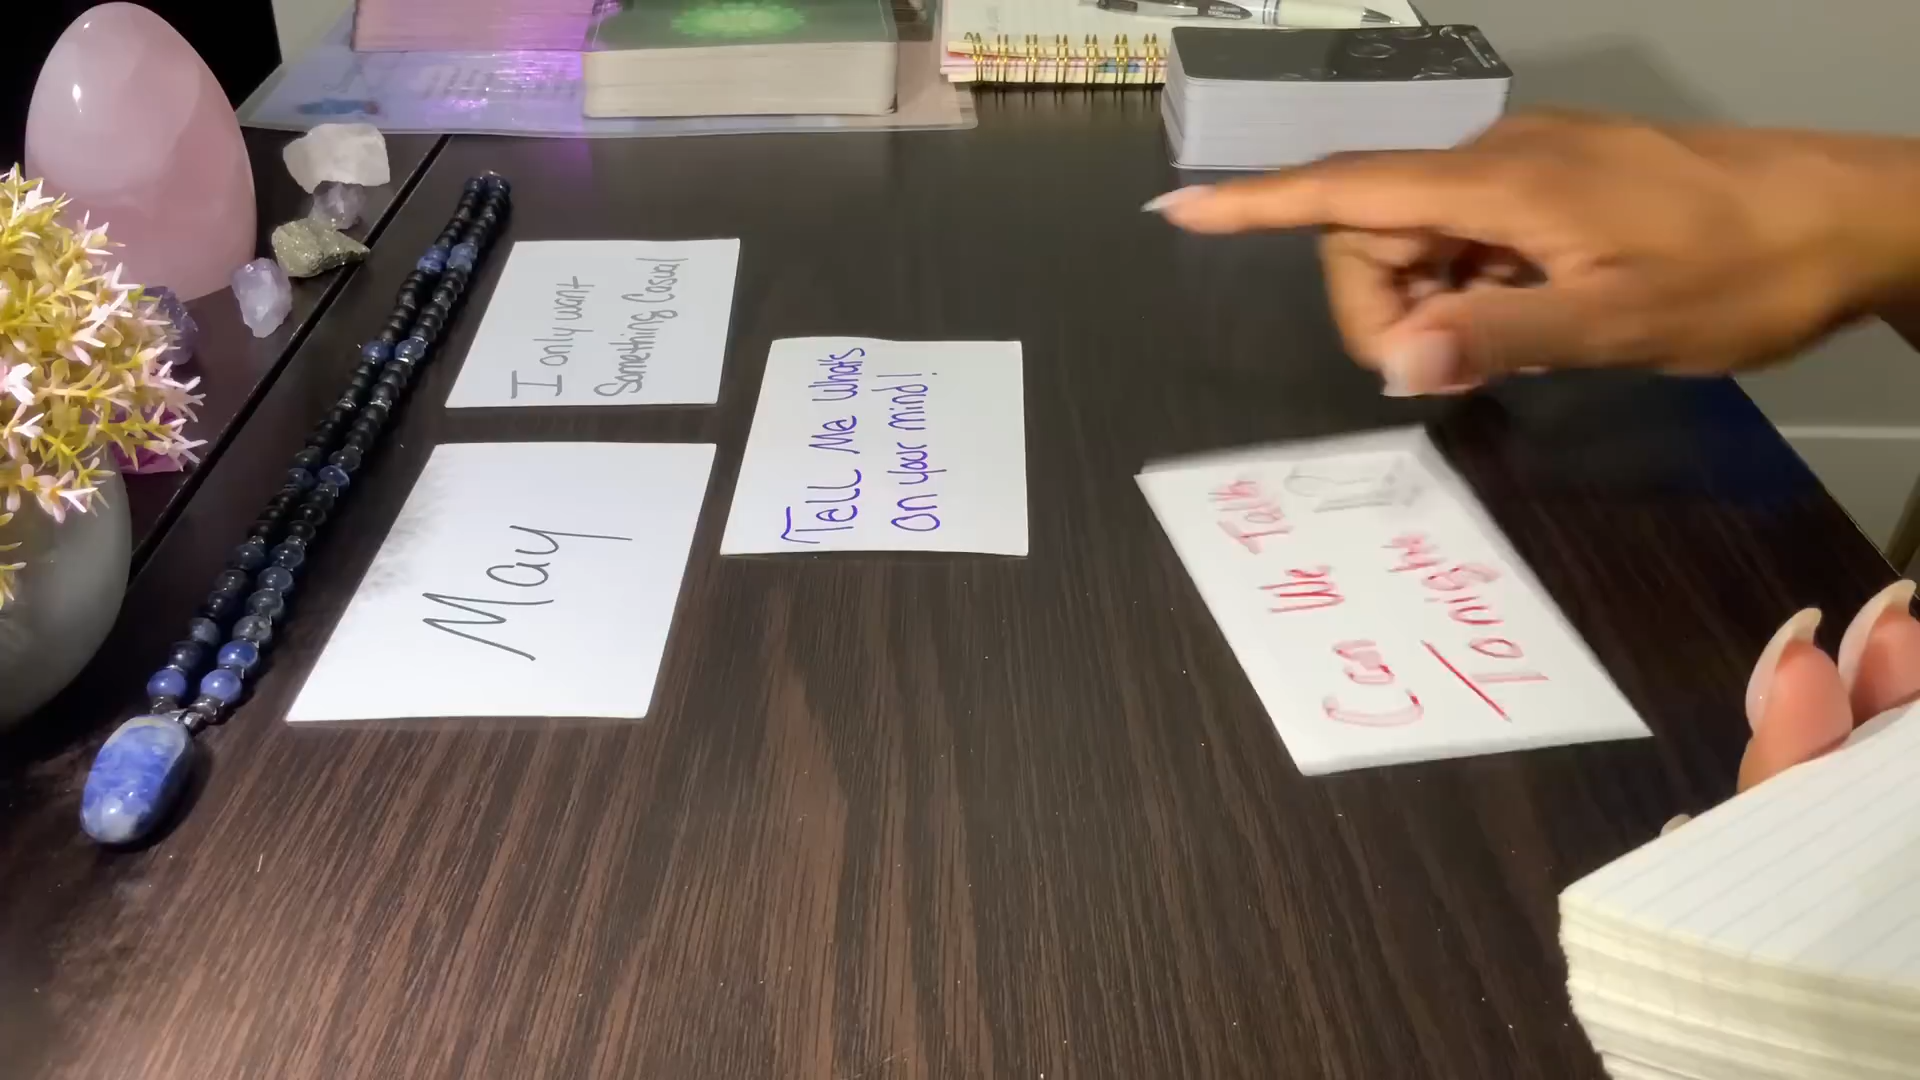 I only want
Something Casual
May
Tell Me What's
on your mind!
Can We Talk
Tonight